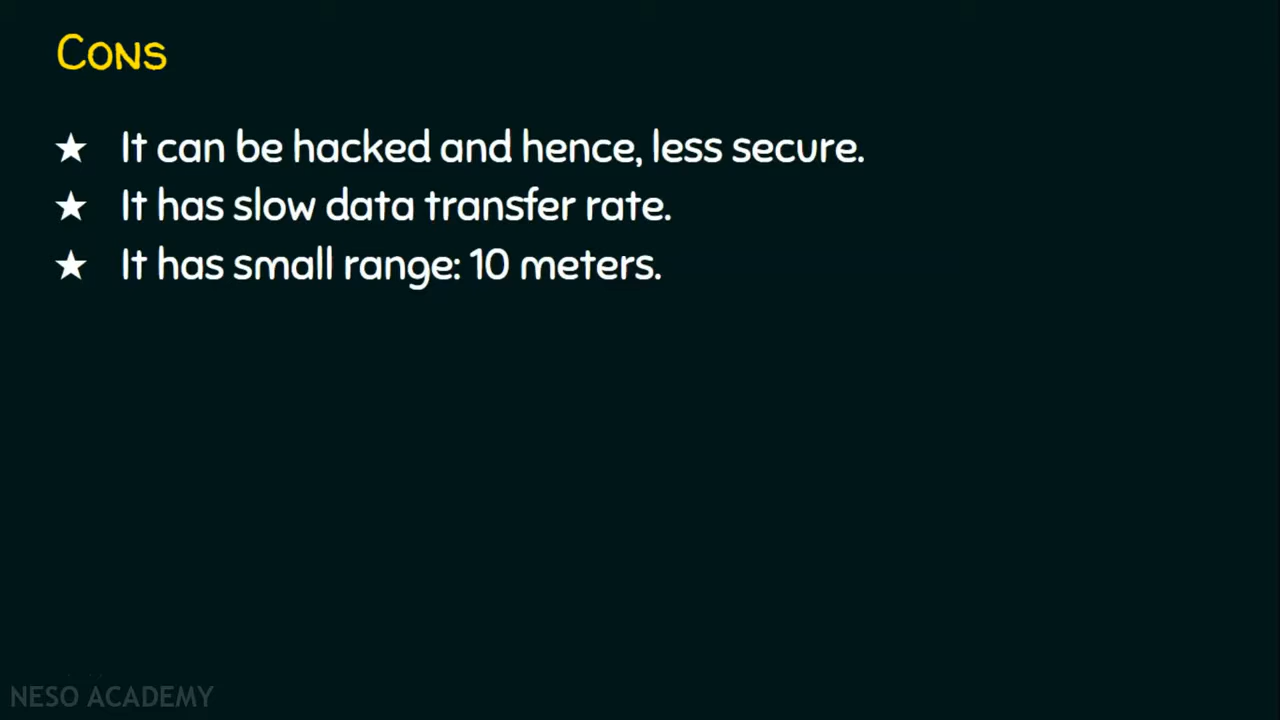 Cons
★ It can be hacked and hence, less secure.
★ It has slow data transfer rate.
★ It has small range: 10 meters.
NESO ACADEMY